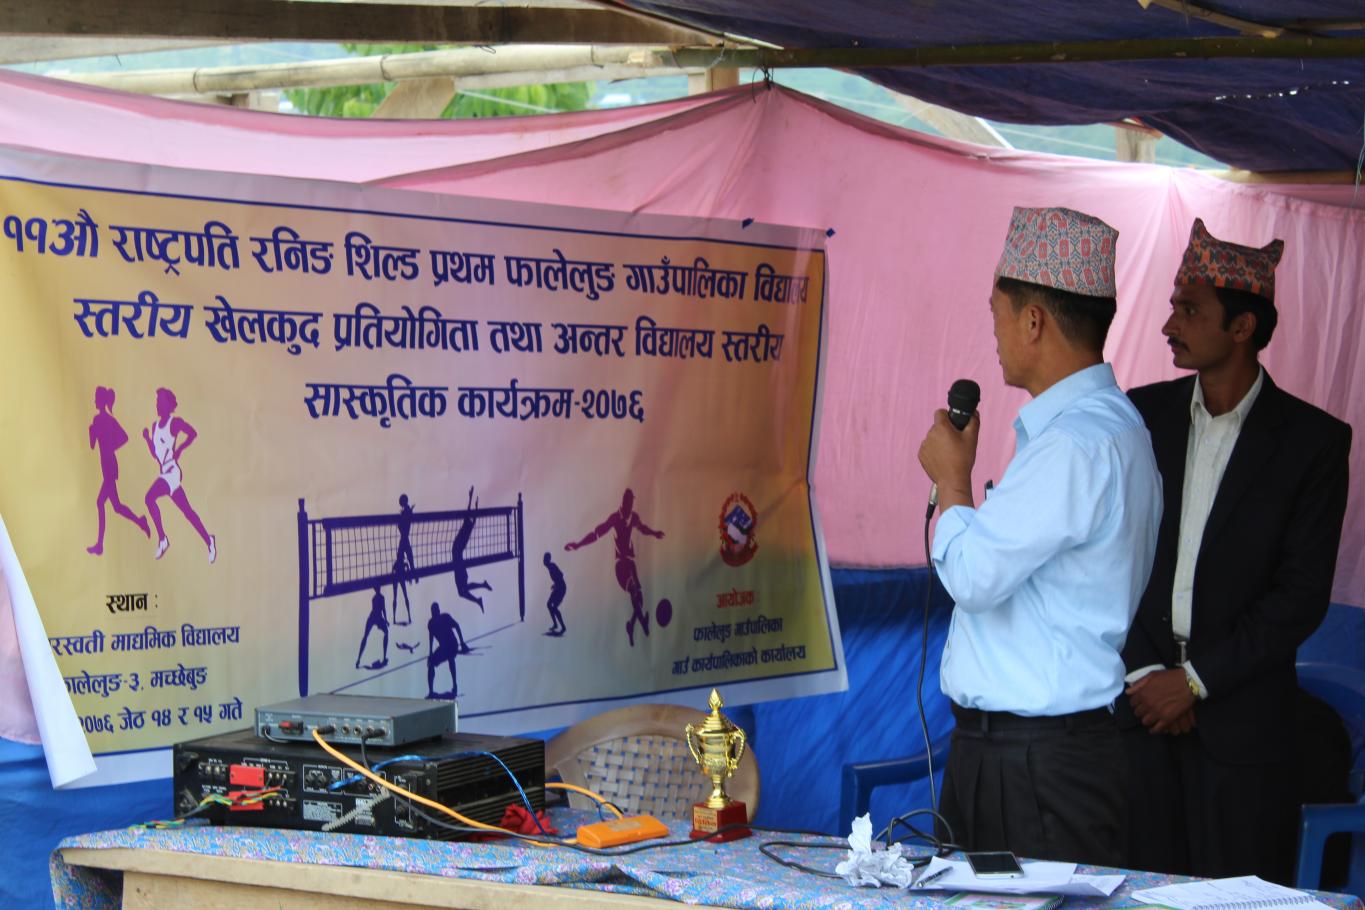 ११औं राष्ट्रपति रनिङ शिल्ड प्रथम फालेलुङ गाउँपालिका विद्यालय
स्तरीय खेलकुद प्रतियोगिता तथा अन्तर विद्यालय स्तरीय
सास्कृतिक कार्यक्रम-२०७६
स्थान :
रस्वती माद्यमिक विद्यालय
लेलुङ-३, मच्छेबुङ
२०७६ जेठ १४ र १५ गते
आयोजक :
फालेलुङ गाउँपालिका
गाउँ कार्यपालिकाको कार्यालय